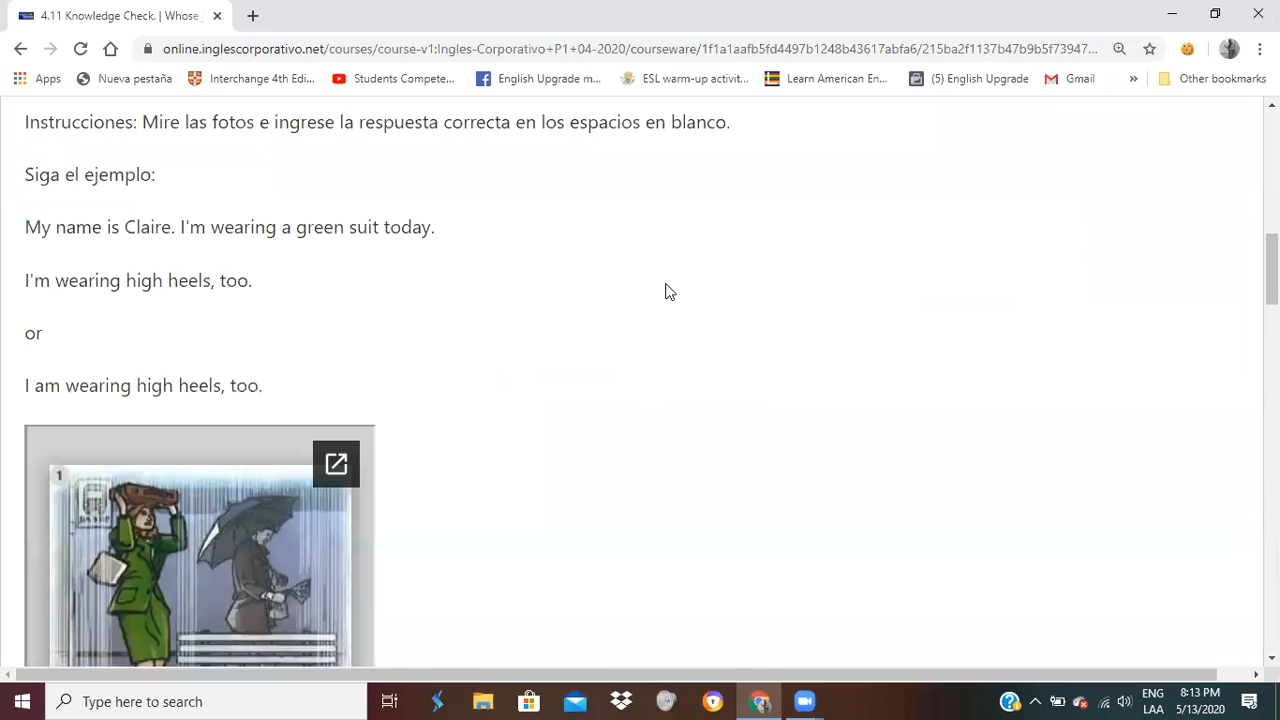 4.11 Knowledge Check. | Whose
online.inglescorporativo.net/courses/course-v1:Ingles-Corporativo+P1+04-2020/courseware/1f1a1aafb5fd4497b1248b43617abfa6/215ba2f1137b47b9b5f73947...
Apps Nueva pestaña Interchange 4th Edi... Students Compete... English Upgrade m... ESL warm-up activit... Learn American En... (5) English Upgrade Gmail » Other bookmarks
Instrucciones: Mire las fotos e ingrese la respuesta correcta en los espacios en blanco.
Siga el ejemplo:
My name is Claire. I'm wearing a green suit today.
I'm wearing high heels, too.
or
I am wearing high heels, too.
1
Type here to search
ENG 8:13 PM
LAA 5/13/2020